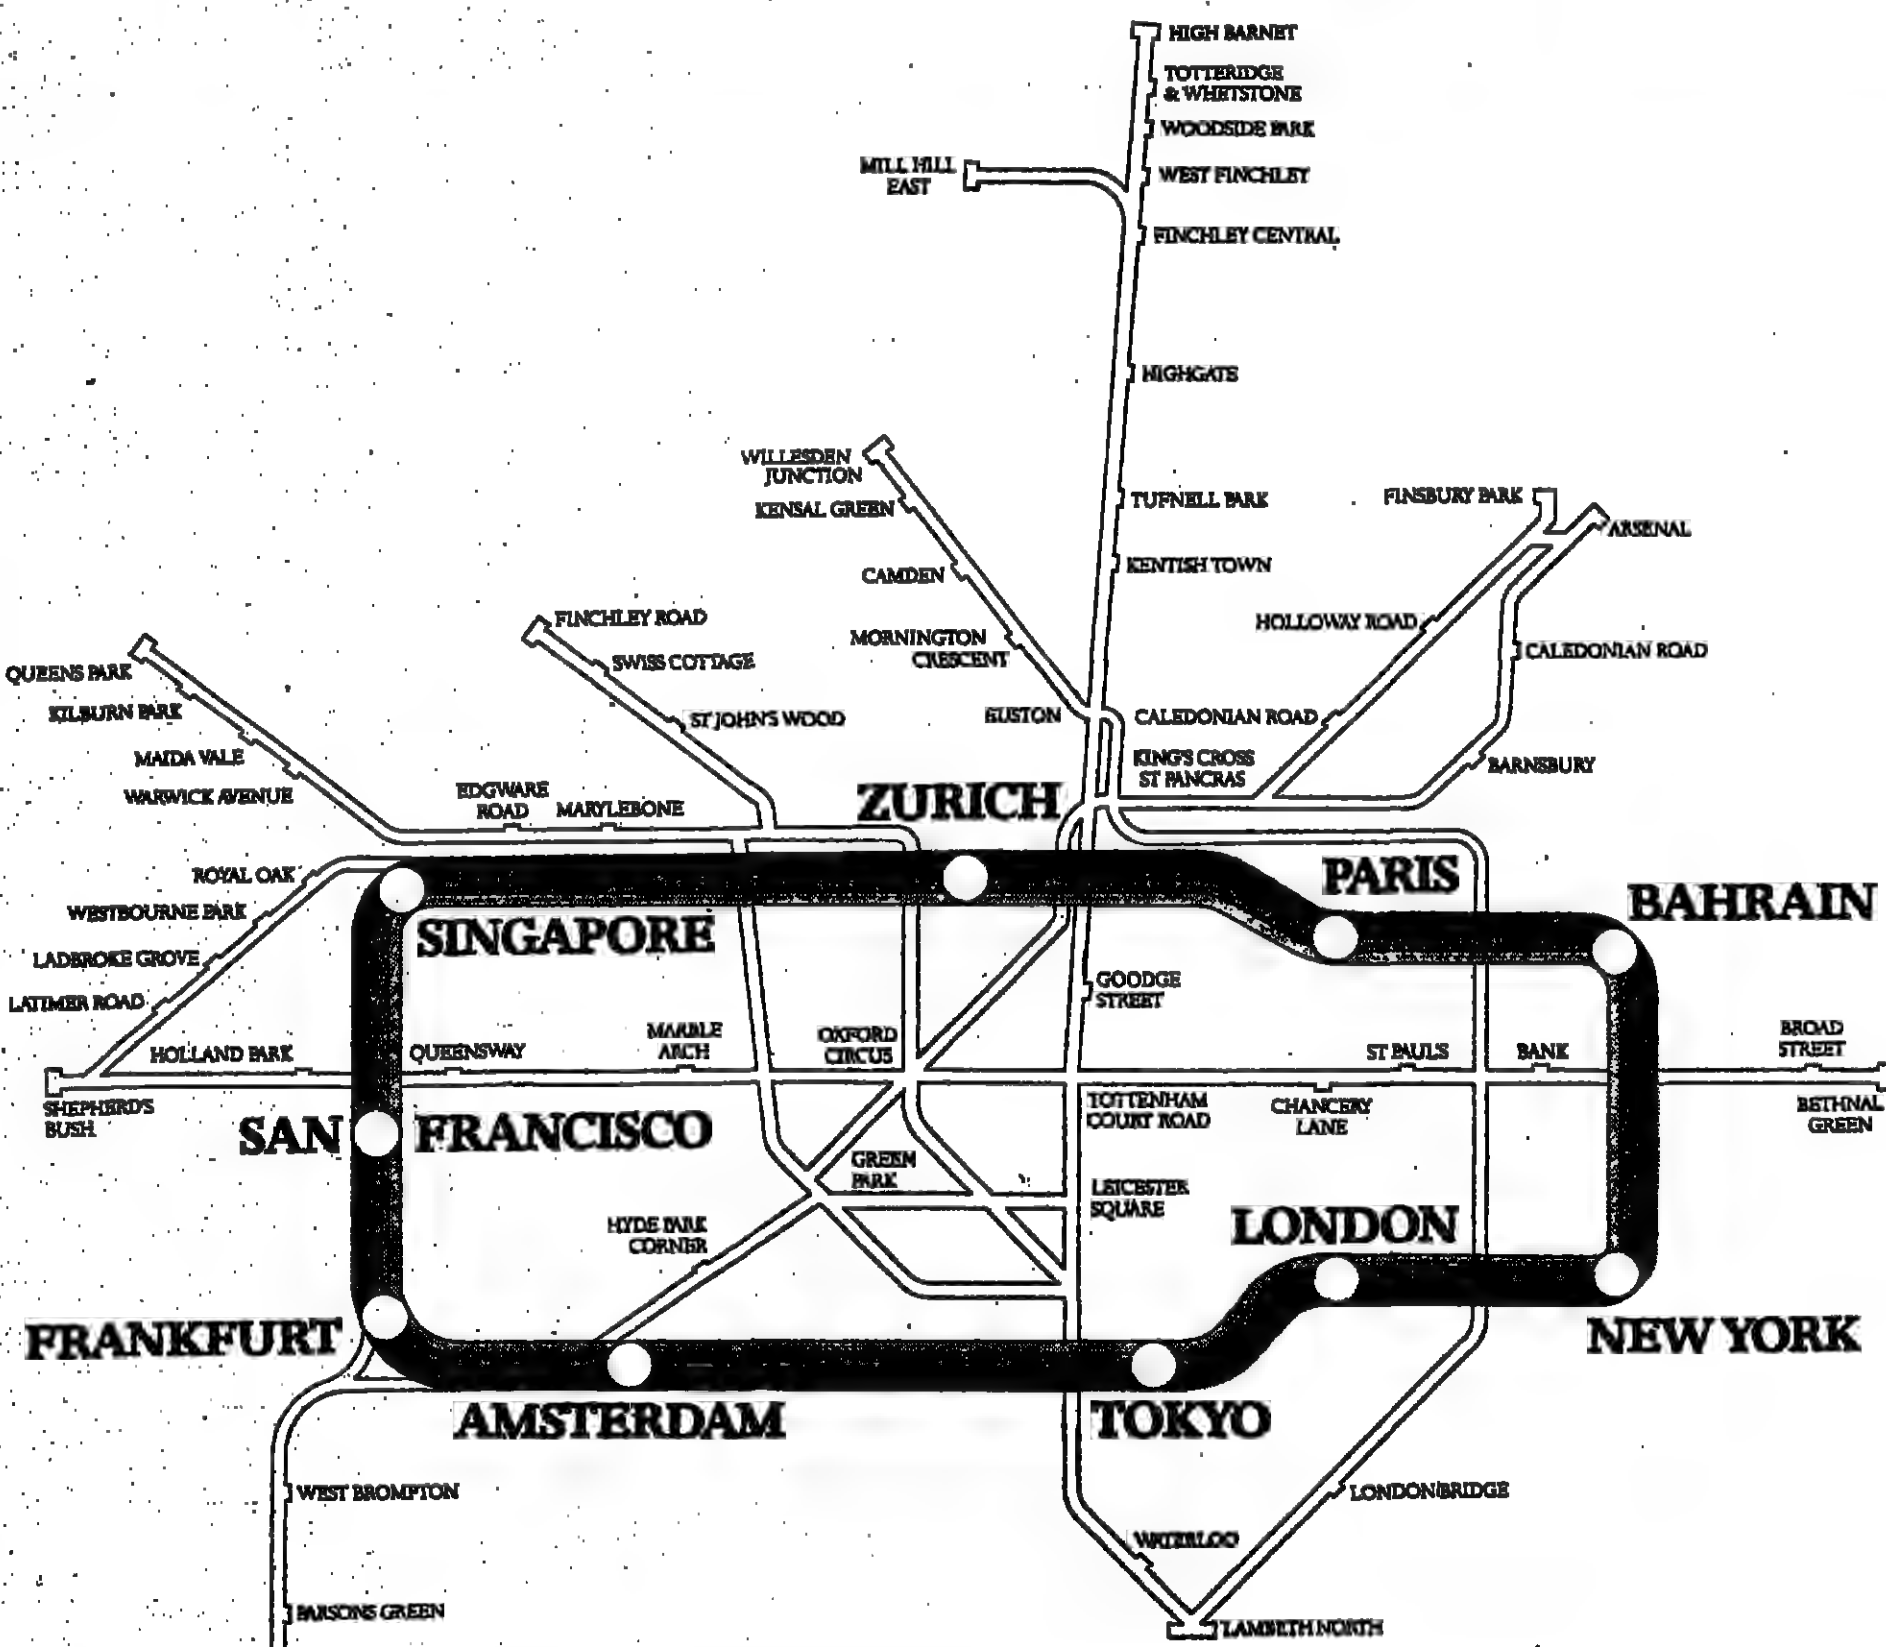 HIGH BARNET
TOTTERIDGE
& WHETSTONE
WOODSIDE PARK
MILL HILL
EAST
WEST FINCHLEY
FINCHLEY CENTRAL
HIGHGATE
WILLESDEN
JUNCTION
KENSAL GREEN
TUFNELL PARK
FINSBURY PARK
ARSENAL
CAMDEN
KENTISH TOWN
FINCHLEY ROAD
HOLLOWAY ROAD
MORNINGTON
CRESCENT
CALEDONIAN ROAD
SWISS COTTAGE
QUEENS PARK
KILBURN PARK
ST JOHN'S WOOD
EUSTON
CALEDONIAN ROAD
MAIDA VALE
KING'S CROSS
ST PANCRAS
BARNSBURY
WARWICK AVENUE
EDGWARE
ROAD
MARYLEBONE
ZURICH
ROYAL OAK
PARIS
BAHRAIN
WESTBOURNE PARK
SINGAPORE
LADBROKE GROVE
LATIMER ROAD
GOODGE
STREET
HOLLAND PARK
QUEENSWAY
MARBLE
ARCH
OXFORD
CIRCUS
ST PAULS
BANK
BROAD
STREET
SHEPHERD'S
BUSH
TOTTENHAM
COURT ROAD
CHANCERY
LANE
BETHNAL
GREEN
SAN FRANCISCO
GREEN
PARK
LEICESTER
SQUARE
HYDE PARK
CORNER
LONDON
FRANKFURT
NEW YORK
AMSTERDAM
TOKYO
WEST BROMPTON
LONDON BRIDGE
WATERLOO
PARSONS GREEN
LAMBETH NORTH